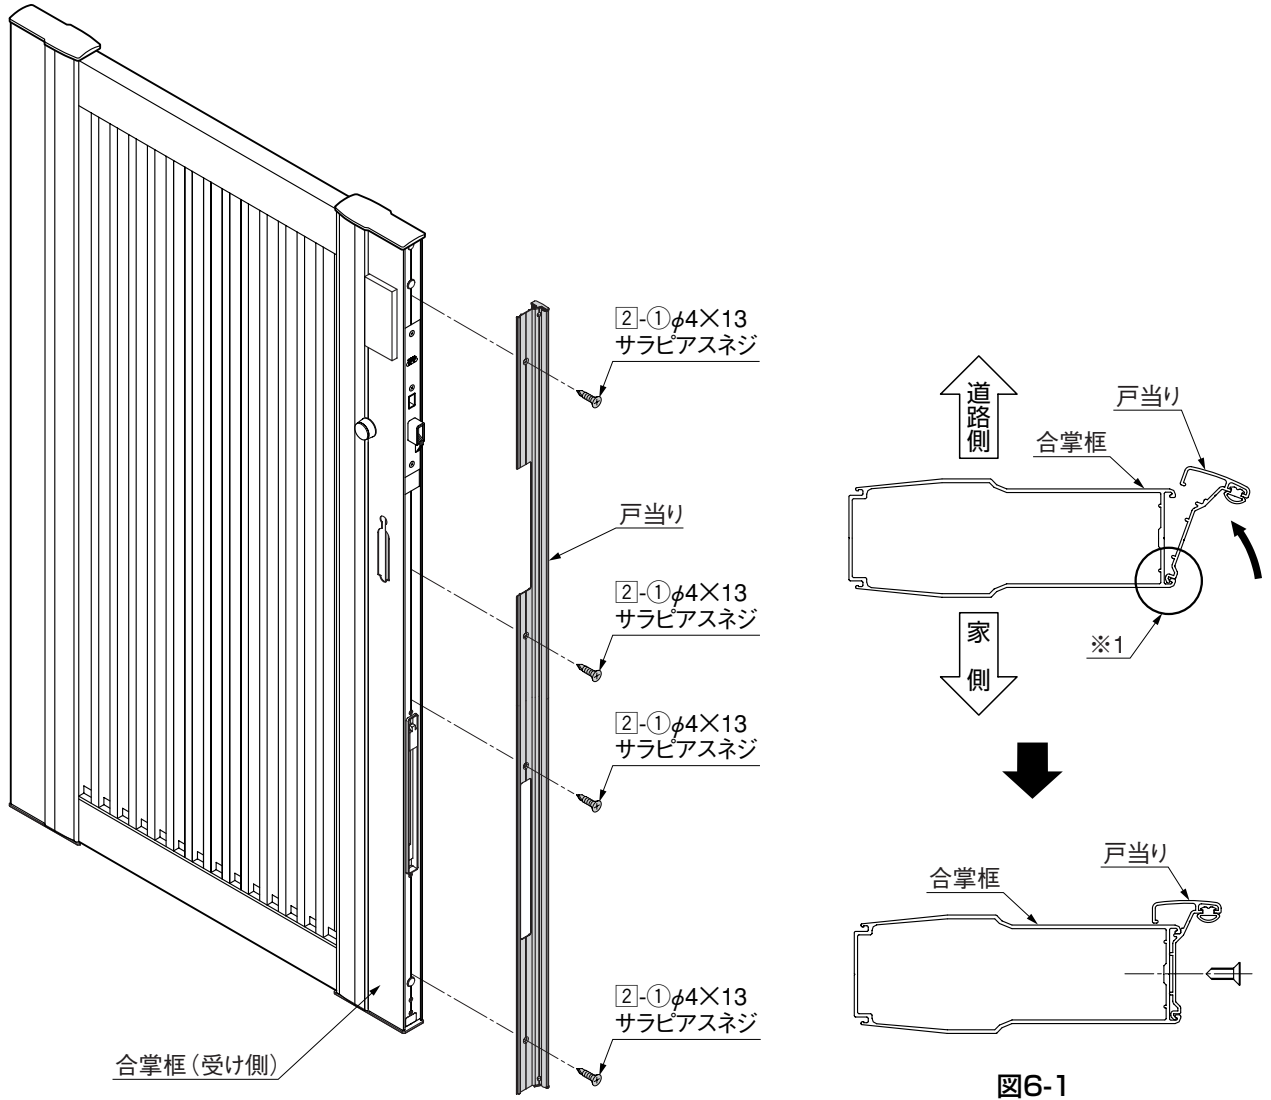 2-①φ4×13
サラピアスネジ
戸当り
2-①φ4×13
サラピアスネジ
2-①φ4×13
サラピアスネジ
2-①φ4×13
サラピアスネジ
合掌框（受け側）
道路側
戸当り
合掌框
家側
※1
戸当り
合掌框
図6-1